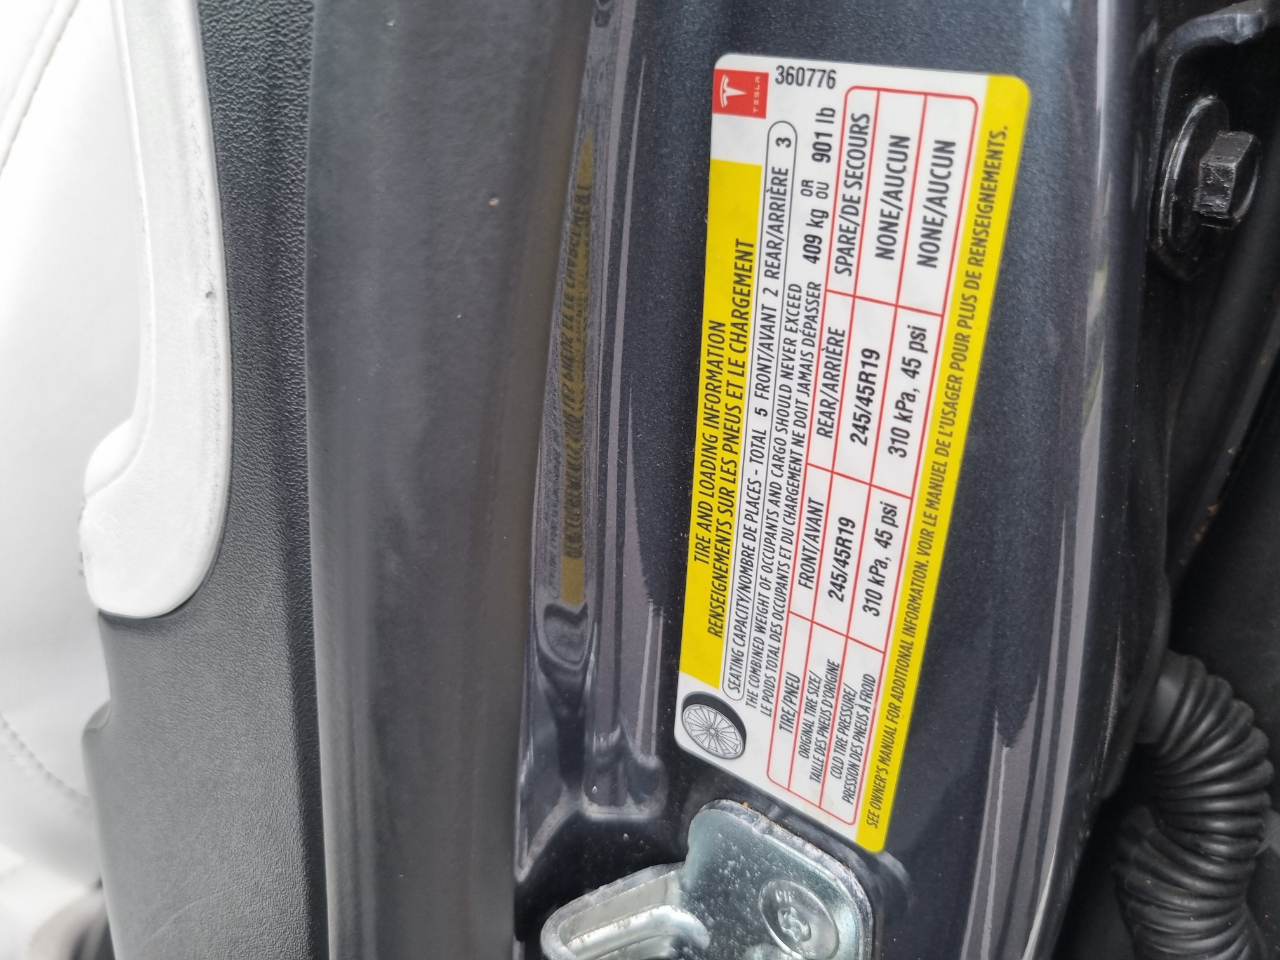 TESLA
360776
TIRE AND LOADING INFORMATION
RENSEIGNEMENTS SUR LES PNEUS ET LE CHARGEMENT
SEATING CAPACITY/NOMBRE DE PLACES - TOTAL 5 FRONT/AVANT 2 REAR/ARRIÈRE 3
THE COMBINED WEIGHT OF OCCUPANTS AND CARGO SHOULD NEVER EXCEED
LE POIDS TOTAL DES OCCUPANTS ET DU CHARGEMENT NE DOIT JAMAIS DÉPASSER
409 kg OR OU 901 lb
TIRE/PNEU FRONT/AVANT REAR/ARRIÈRE SPARE/DE SECOURS
ORIGINAL TIRE SIZE/
TAILLE DES PNEUS D'ORIGINE
245/45R19 245/45R19 NONE/AUCUN
COLD TIRE PRESSURE/
PRESSION DES PNEUS À FROID
310 kPa, 45 psi 310 kPa, 45 psi NONE/AUCUN
SEE OWNER'S MANUAL FOR ADDITIONAL INFORMATION. VOIR LE MANUEL DE L'USAGER POUR PLUS DE RENSEIGNEMENTS.